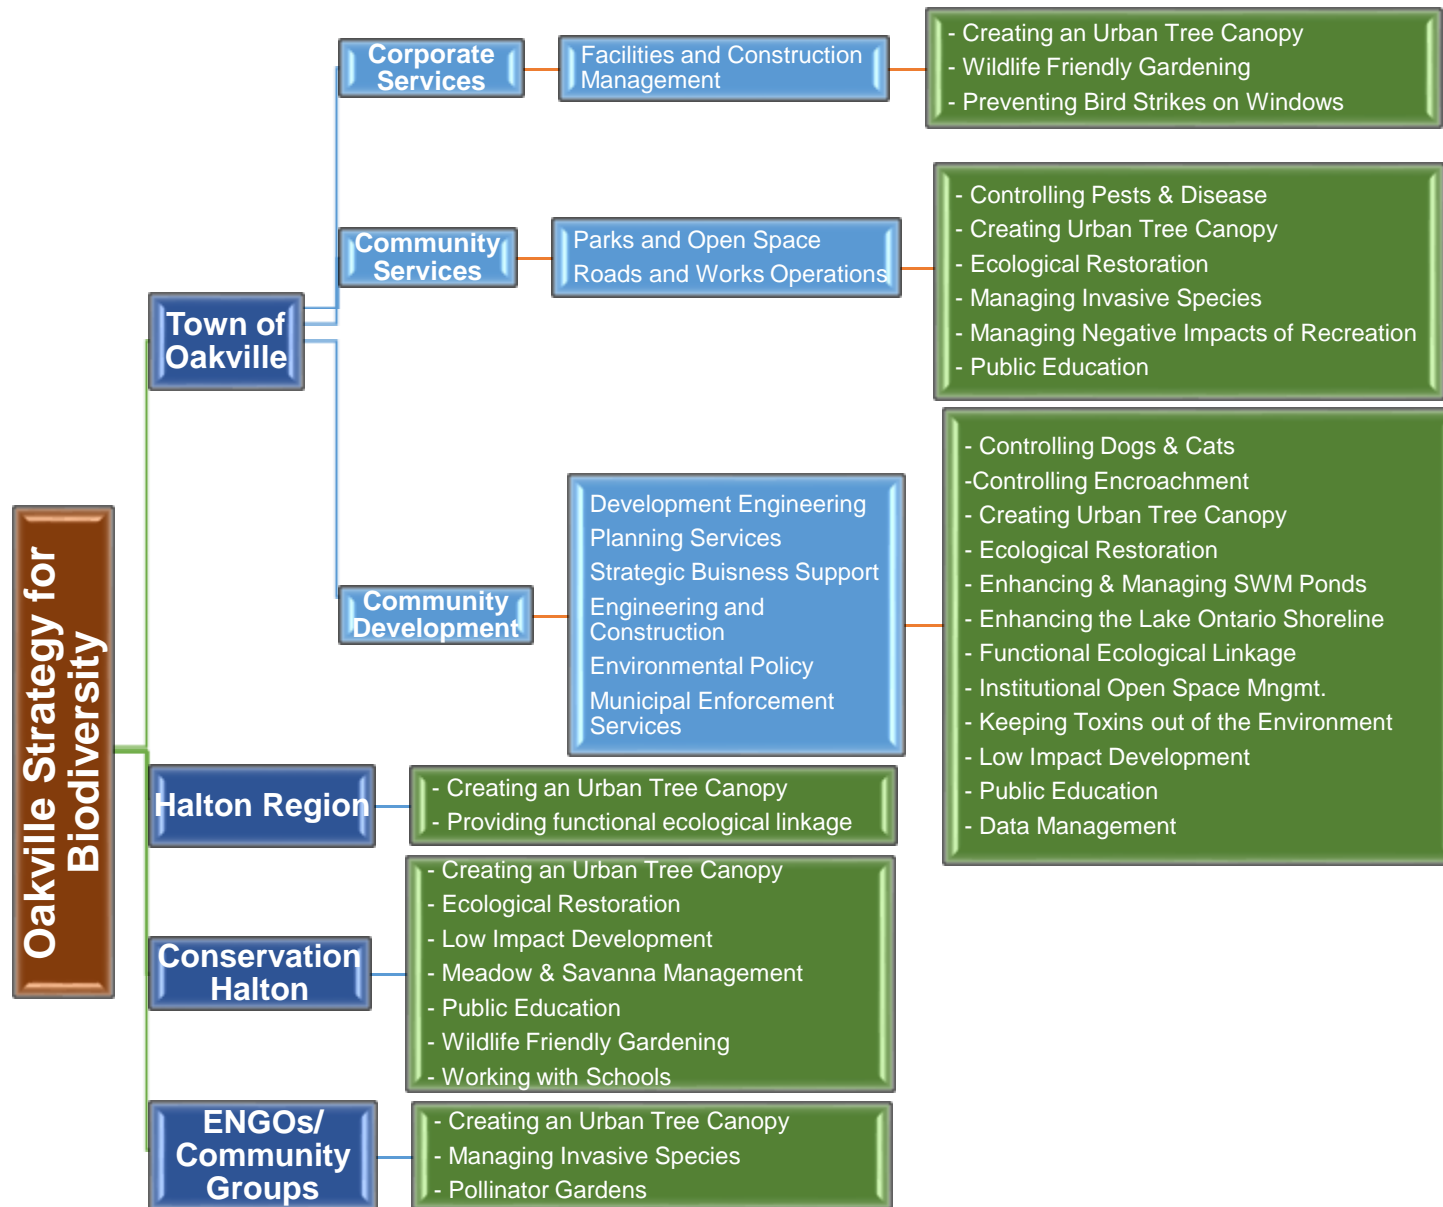 Oakville Strategy for
Biodiversity
Town of
Oakville
Corporate
Services
Facilities and Construction
Management
- Creating an Urban Tree Canopy
- Wildlife Friendly Gardening
- Preventing Bird Strikes on Windows
Community
Services
Parks and Open Space
Roads and Works Operations
- Controlling Pests & Disease
- Creating Urban Tree Canopy
- Ecological Restoration
- Managing Invasive Species
- Managing Negative Impacts of Recreation
- Public Education
Community
Development
Development Engineering
Planning Services
Strategic Buisness Support
Engineering and
Construction
Environmental Policy
Municipal Enforcement
Services
- Controlling Dogs & Cats
-Controlling Encroachment
- Creating Urban Tree Canopy
- Ecological Restoration
- Enhancing & Managing SWM Ponds
- Enhancing the Lake Ontario Shoreline
- Functional Ecological Linkage
- Institutional Open Space Mngmt.
- Keeping Toxins out of the Environment
- Low Impact Development
- Public Education
- Data Management
Halton Region
- Creating an Urban Tree Canopy
- Providing functional ecological linkage
Conservation
Halton
- Creating an Urban Tree Canopy
- Ecological Restoration
- Low Impact Development
- Meadow & Savanna Management
- Public Education
- Wildlife Friendly Gardening
- Working with Schools
ENGOs/
Community
Groups
- Creating an Urban Tree Canopy
- Managing Invasive Species
- Pollinator Gardens